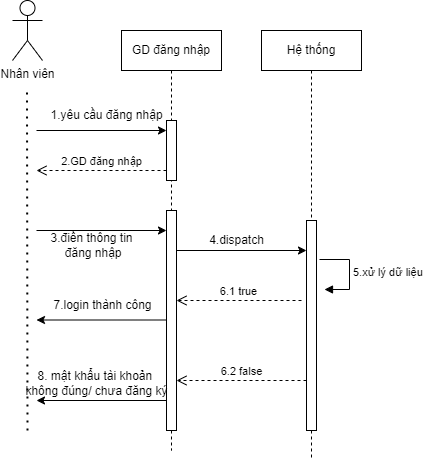 GD đăng nhập
Hệ thống
Nhân viên
1.yêu cầu đăng nhập
2.GD đăng nhập
3.điền thông tin
đăng nhập
4.dispatch
5.xử lý dữ liệu
6.1 true
7.login thành công
6.2 false
8. mật khẩu tài khoản
không đúng/ chưa đăng ký